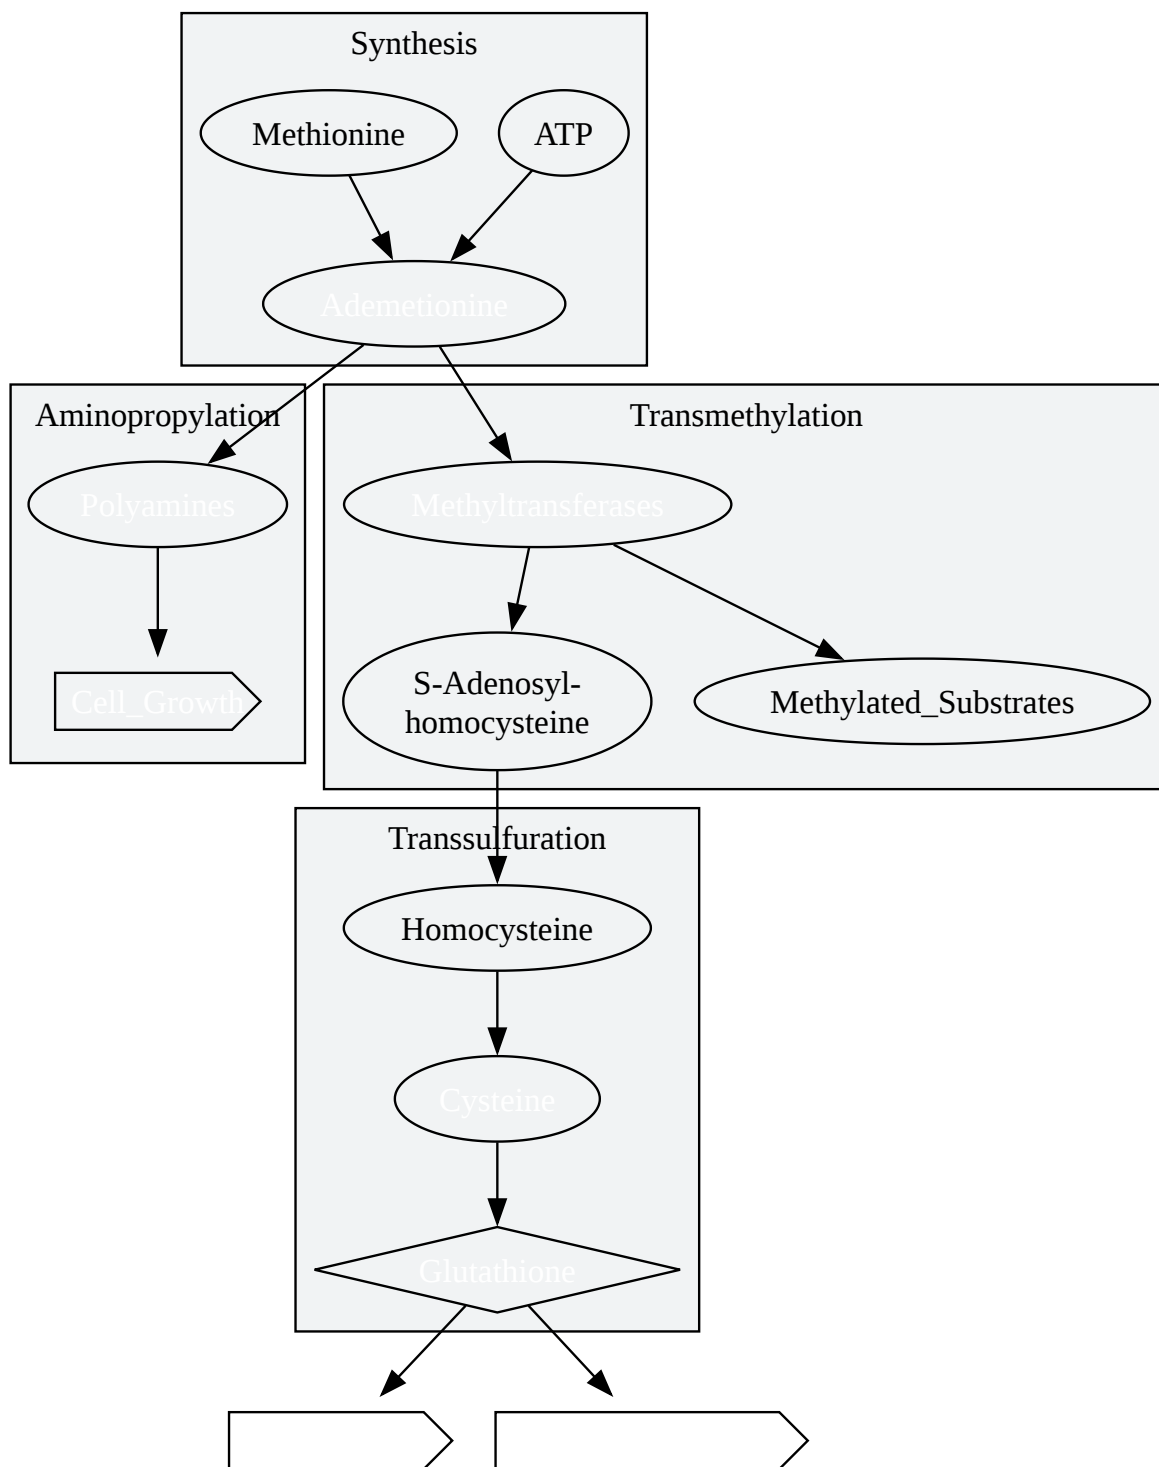 Synthesis
Methionine
ATP
Ademetionine
Aminopropylation
Transmethylation
Polyamines
Methyltransferases
Cell_Growth
S-Adenosyl-
homocysteine
Methylated_Substrates
Transsulfuration
Homocysteine
Cysteine
Glutathione